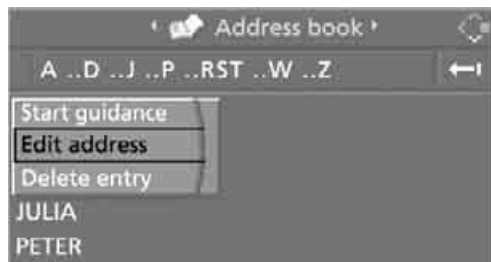 Address book
A ..D ..J ..P ..RST ..W ..Z
Start guidance
Edit address
Delete entry
JULIA
PETER